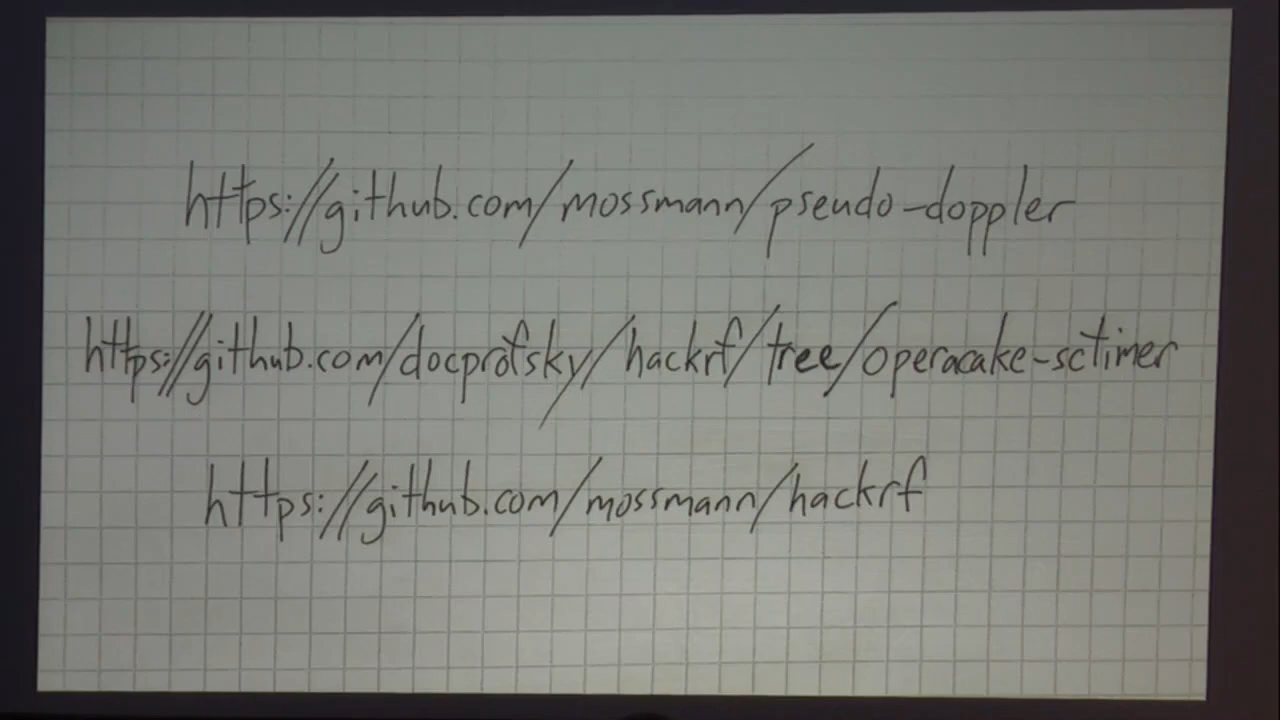 https://github.com/mossmann/pseudo-doppler
https://github.com/docprofsky/hackrf/tree/operacake-sctimer
https://github.com/mossmann/hackrf